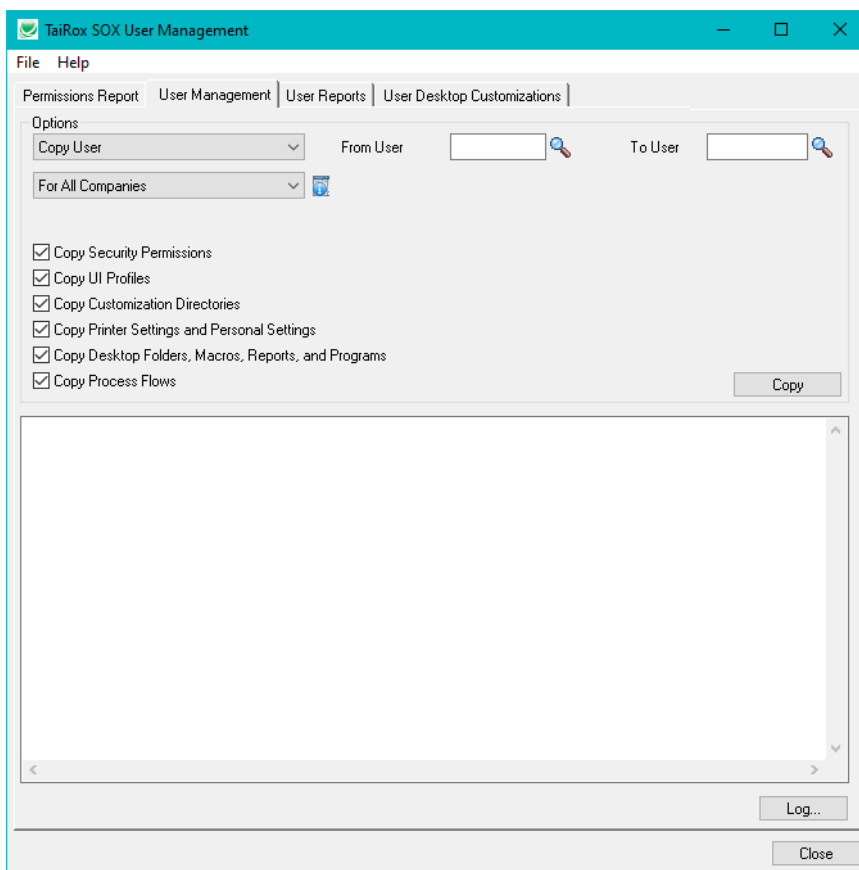 TaiRox SOX User Management
File Help
Permissions Report User Management User Reports User Desktop Customizations
Options
Copy User From User To User
For All Companies
Copy Security Permissions
Copy UI Profiles
Copy Customization Directories
Copy Printer Settings and Personal Settings
Copy Desktop Folders, Macros, Reports, and Programs
Copy Process Flows Copy
Log...
Close